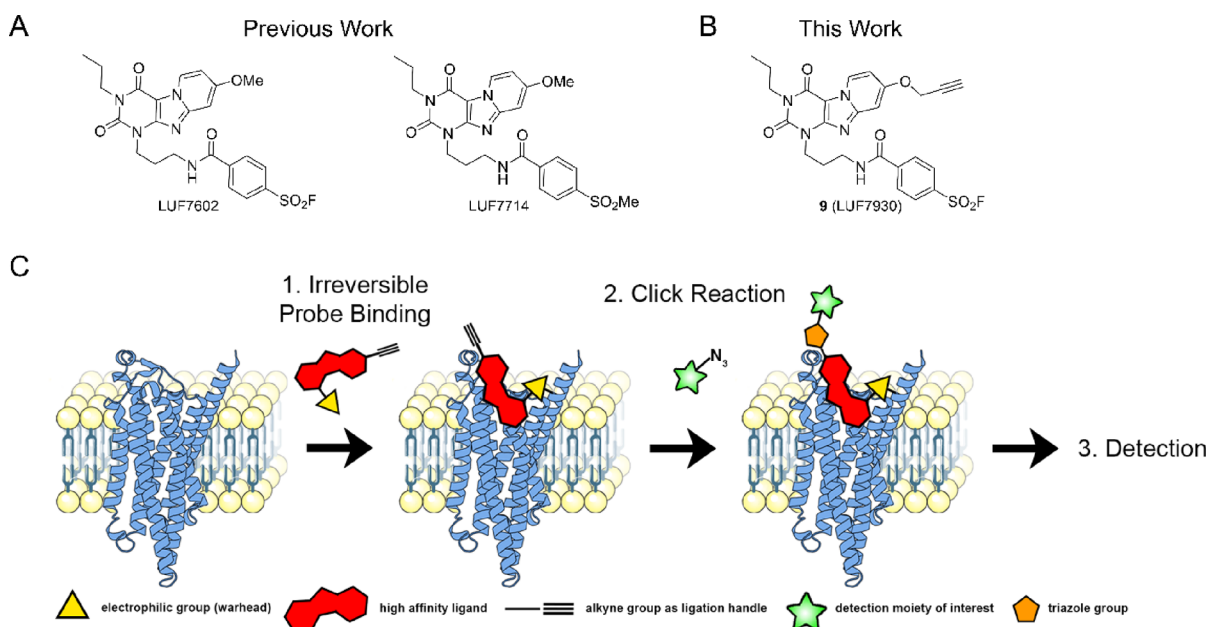 A
Previous Work
B
This Work
O
OMe
N
N
O
N
N
O
N
H
SO₂F
LUF7602
O
OMe
N
N
O
N
N
O
N
H
SO₂Me
LUF7714
O
O
N
N
O
N
N
O
N
H
SO₂F
9 (LUF7930)
C
1. Irreversible
Probe Binding
2. Click Reaction
N₃
3. Detection
electrophilic group (warhead)
high affinity ligand
alkyne group as ligation handle
detection moiety of interest
triazole group